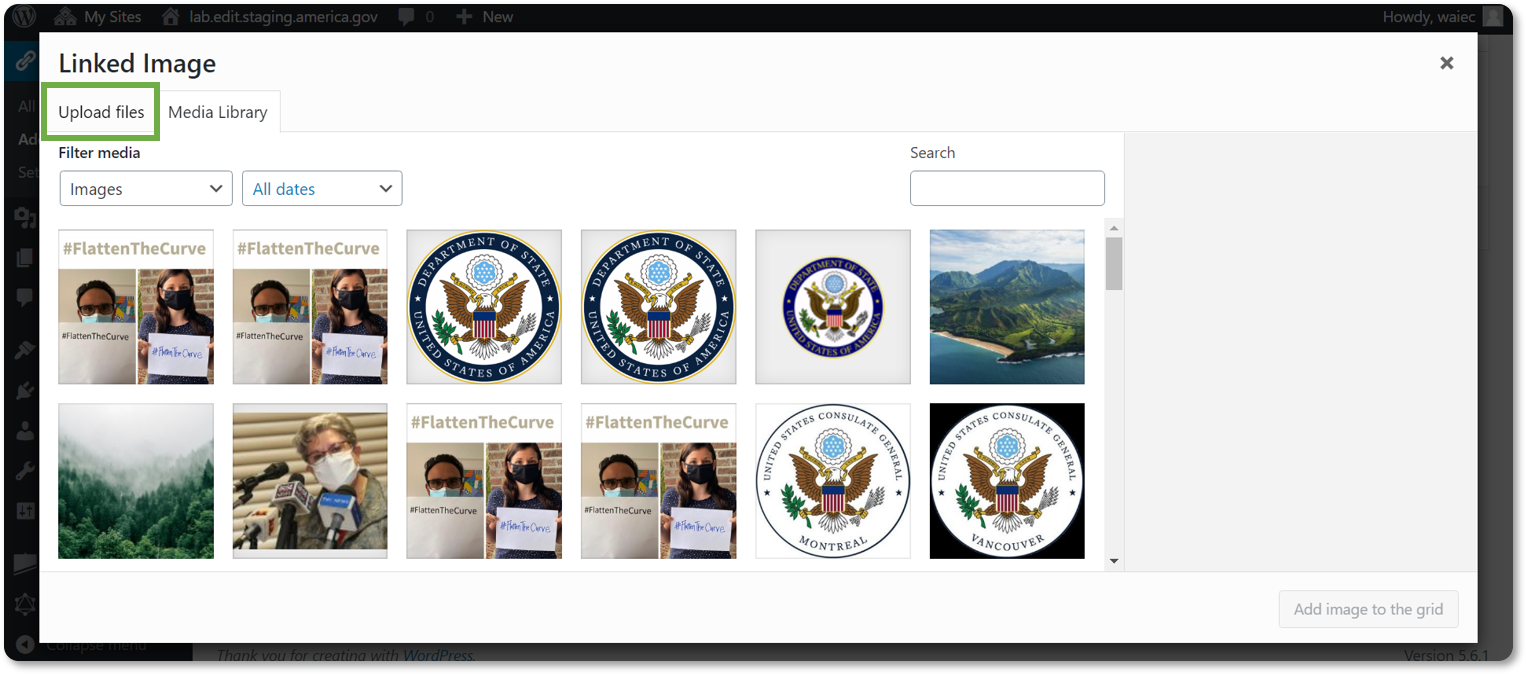 My Sites lab.edit.staging.america.gov 0 New Howdy, waiec
Linked Image
All
Upload files Media Library
Filter media Search
Images All dates
#FlattenTheCurve #FlattenTheCurve
DEPARTMENT OF STATE UNITED STATES OF AMERICA
DEPARTMENT OF STATE UNITED STATES OF AMERICA
DEPARTMENT OF STATE UNITED STATES OF AMERICA
#FlattenTheCurve #FlattenTheCurve
#FlattenTheCurve #FlattenTheCurve
#FlattenTheCurve #FlattenTheCurve
UNITED STATES CONSULATE GENERAL MONTREAL
UNITED STATES CONSULATE GENERAL VANCOUVER
#FlattenTheCurve #FlattenTheCurve
#FlattenTheCurve #FlattenTheCurve
Add image to the grid
Collapse menu
Thank you for creating with WordPress. Version 5.6.1